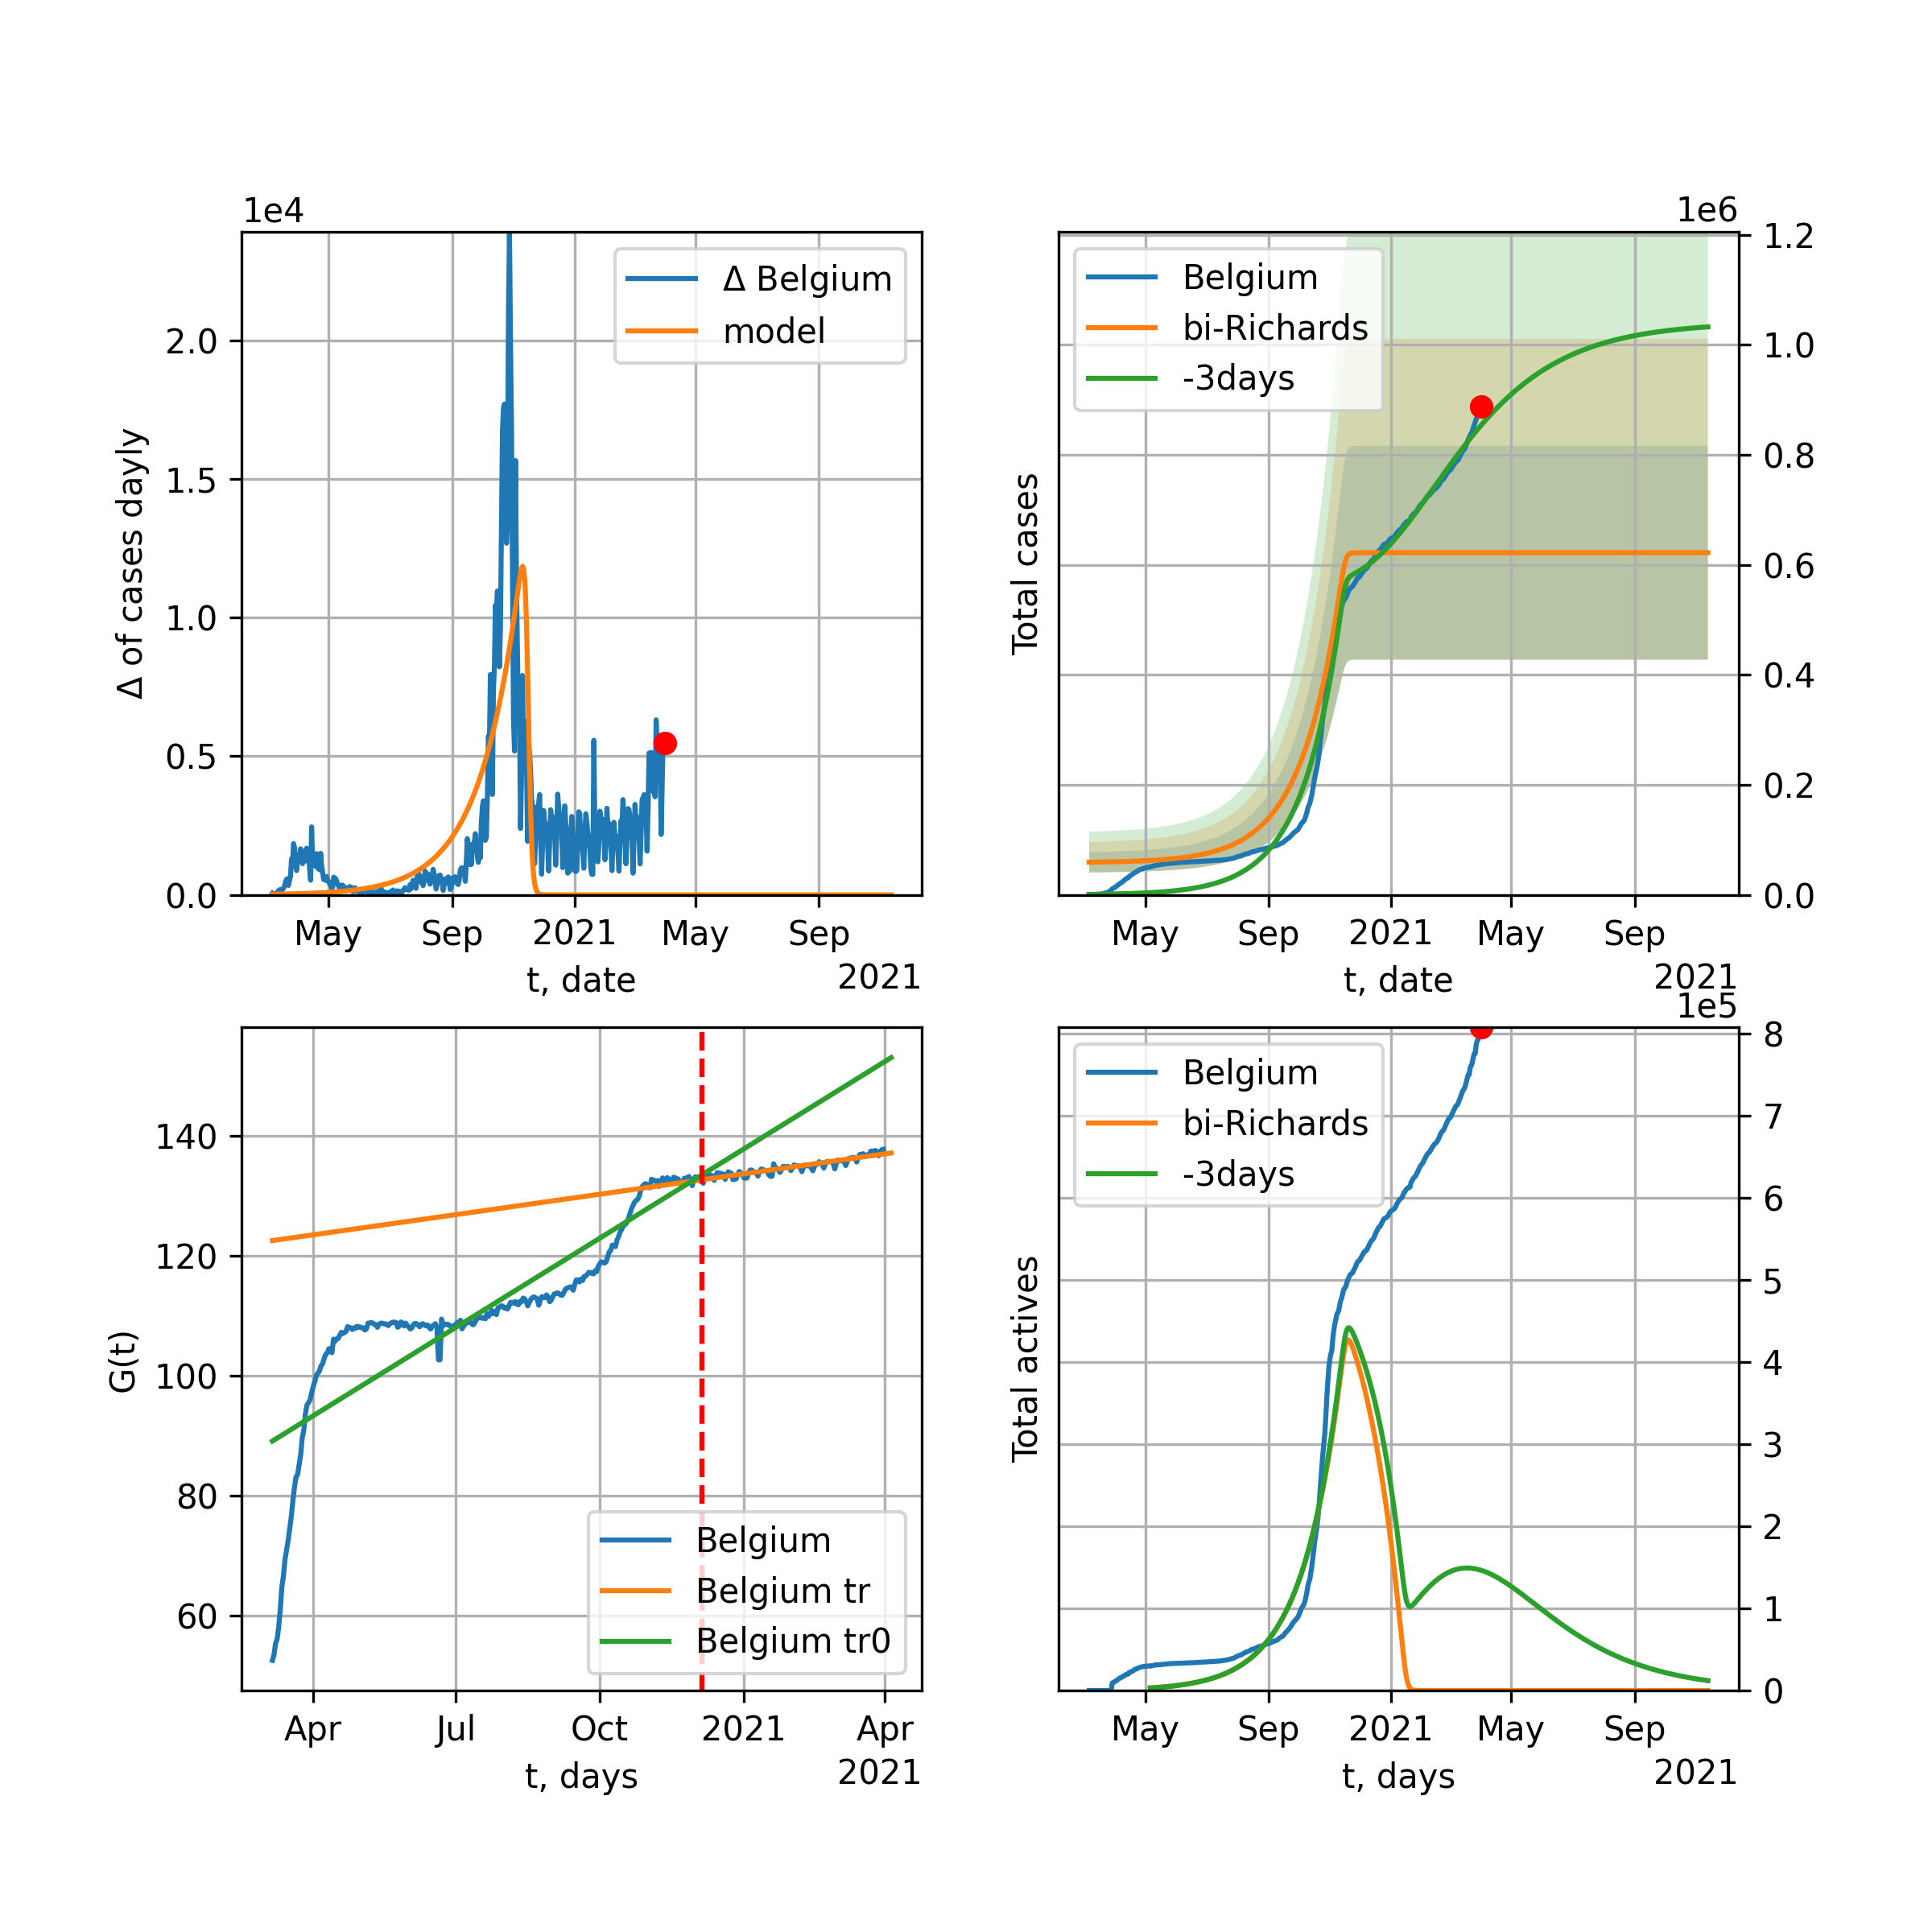 1e4
Δ Belgium
model
2.0
1.5
1.0
0.5
0.0
Δ of cases dayly
May Sep 2021 May Sep
t, date
2021
1e6
Belgium
bi-Richards
-3days
1.2
1.0
0.8
0.6
0.4
0.2
0.0
Total cases
May Sep 2021 May Sep
t, date
2021
140
120
100
80
60
G(t)
Belgium
Belgium tr
Belgium tr0
Apr Jul Oct 2021 Apr
t, days
2021
1e5
Belgium
bi-Richards
-3days
8
7
6
5
4
3
2
1
0
Total actives
May Sep 2021 May Sep
t, days
2021